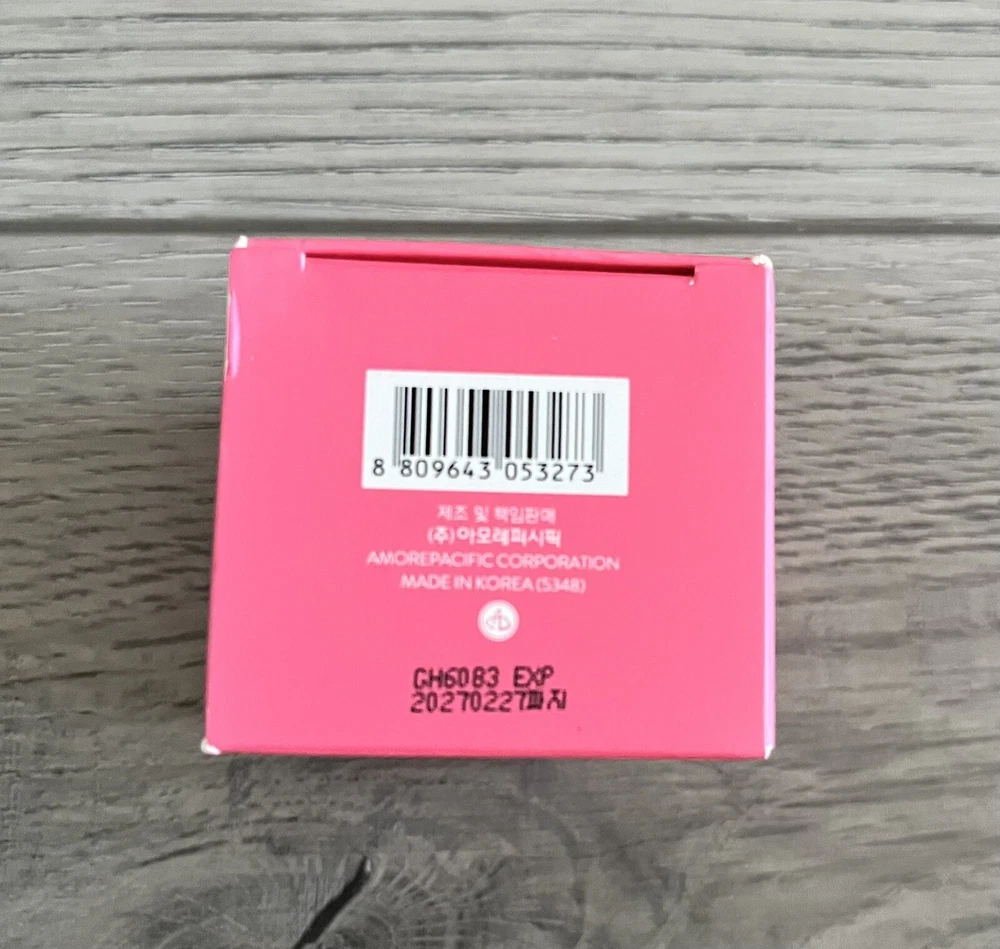 8 809643 053273
제조 및 책임판매
(주)아모레퍼시픽
AMOREPACIFIC CORPORATION
MADE IN KOREA (5348)
GH60B3 EXP
20270227까지